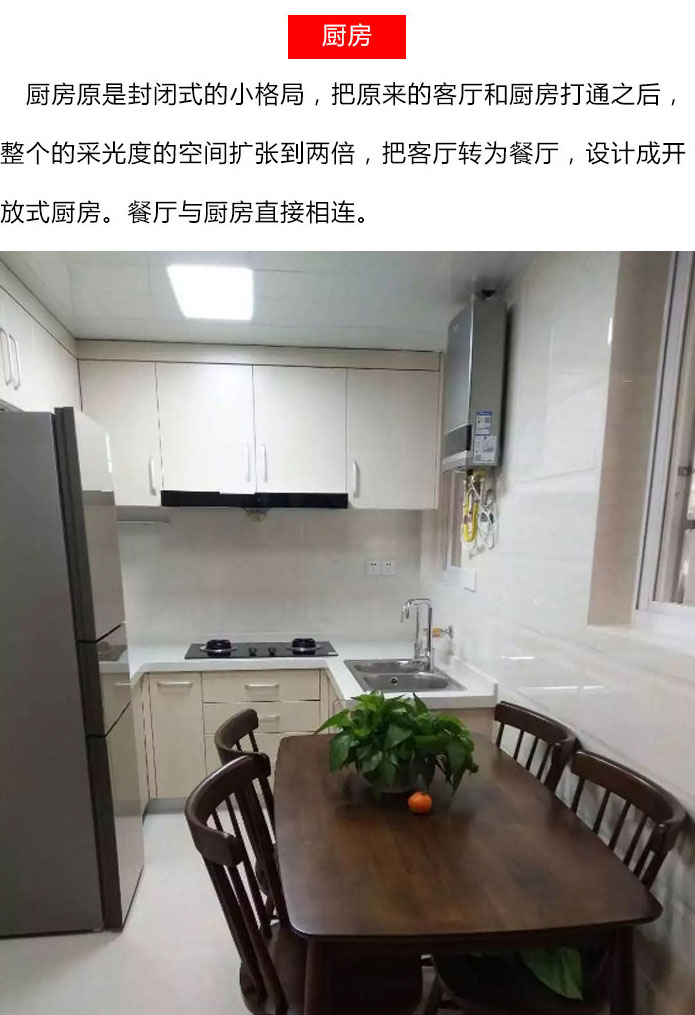 厨房
厨房原是封闭式的小格局，把原来的客厅和厨房打通之后，
整个的采光度的空间扩张到两倍，把客厅转为餐厅，设计成开
放式厨房。餐厅与厨房直接相连。